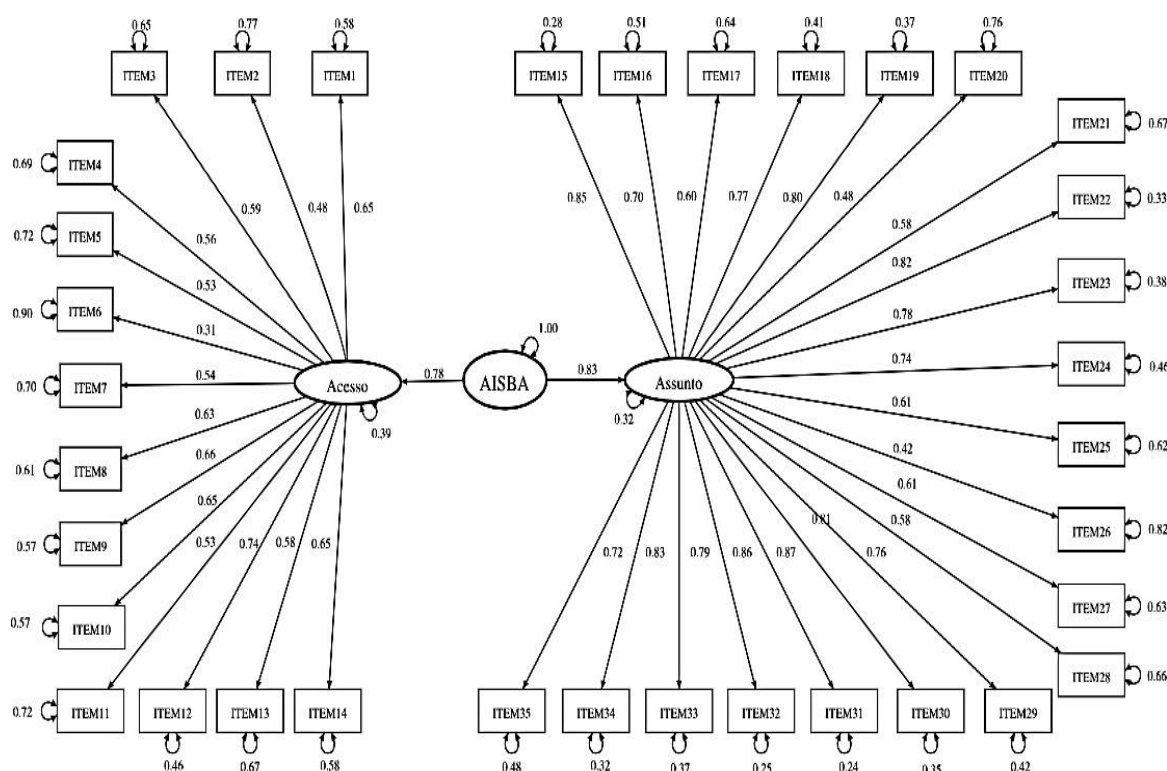 0.65 0.77 0.58 0.28 0.51 0.64 0.41 0.37 0.76
ITEM3 ITEM2 ITEM1 ITEM15 ITEM16 ITEM17 ITEM18 ITEM19 ITEM20
ITEM21 0.67
0.69 ITEM4
ITEM22 0.33
0.59 0.48 0.65 0.85 0.70 0.60 0.77 0.80 0.48
0.72 ITEM5
0.56
0.58
0.53
0.82
ITEM23 0.38
0.90 ITEM6
0.31
0.78
1.00
0.70 ITEM7
0.54
Acesso
0.78
AISBA
0.83
Assunto
0.74
ITEM24 0.46
0.63
0.39
0.32
0.61
0.61 ITEM8
0.66
0.42
ITEM25 0.62
0.65
0.61
0.57 ITEM9
0.53 0.74 0.58 0.65
0.72 0.83 0.79 0.86 0.87 0.76
0.58
ITEM26 0.82
0.57 ITEM10
ITEM27 0.63
ITEM28 0.66
0.72 ITEM11 ITEM12 ITEM13 ITEM14 ITEM35 ITEM34 ITEM33 ITEM32 ITEM31 ITEM30 ITEM29
0.46 0.67 0.58 0.48 0.32 0.37 0.25 0.24 0.35 0.42